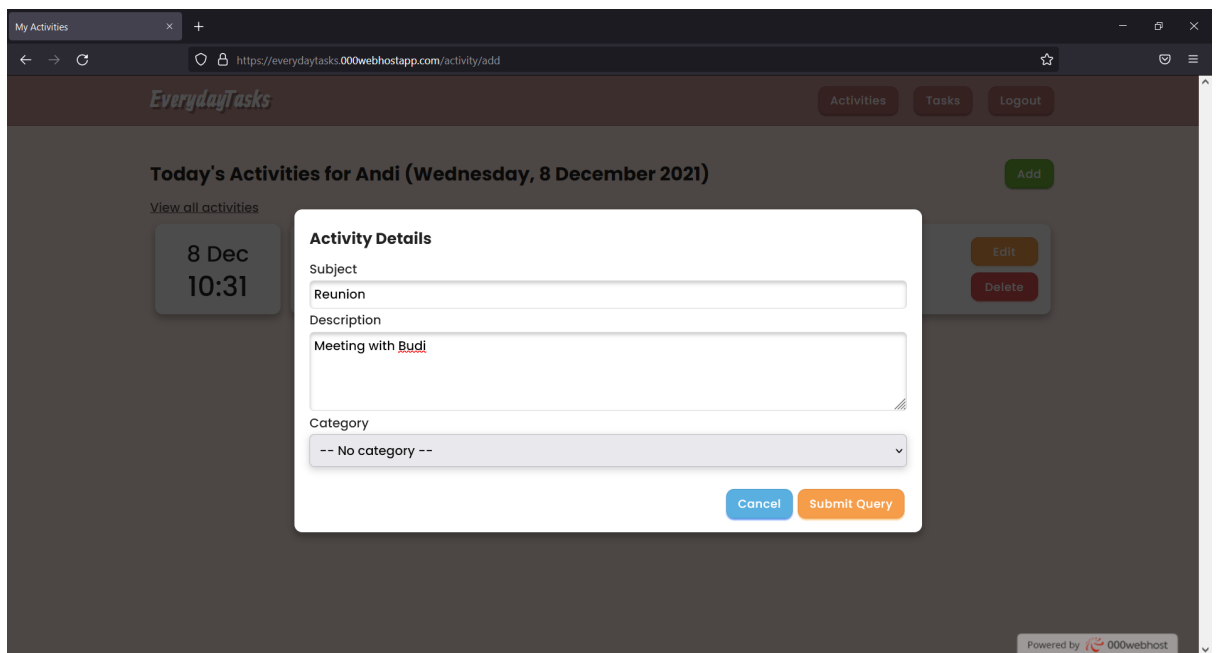 My Activities
https://everydaytasks.000webhostapp.com/activity/add
EverydayTasks
Activities Tasks Logout
Today's Activities for Andi (Wednesday, 8 December 2021)
Add
View all activities
8 Dec
10:31
Edit
Delete
Activity Details
Subject
Reunion
Description
Meeting with Budi
Category
-- No category --
Cancel Submit Query
Powered by 000webhost